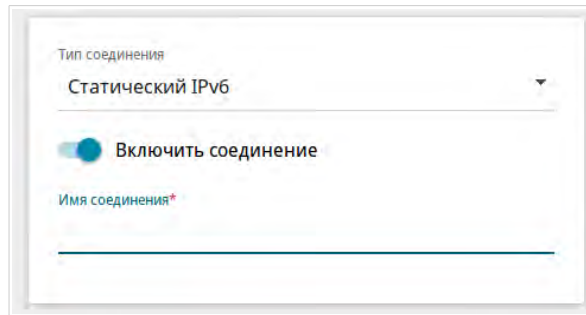 Тип соединения
Статический IPv6
Включить соединение
Имя соединения*